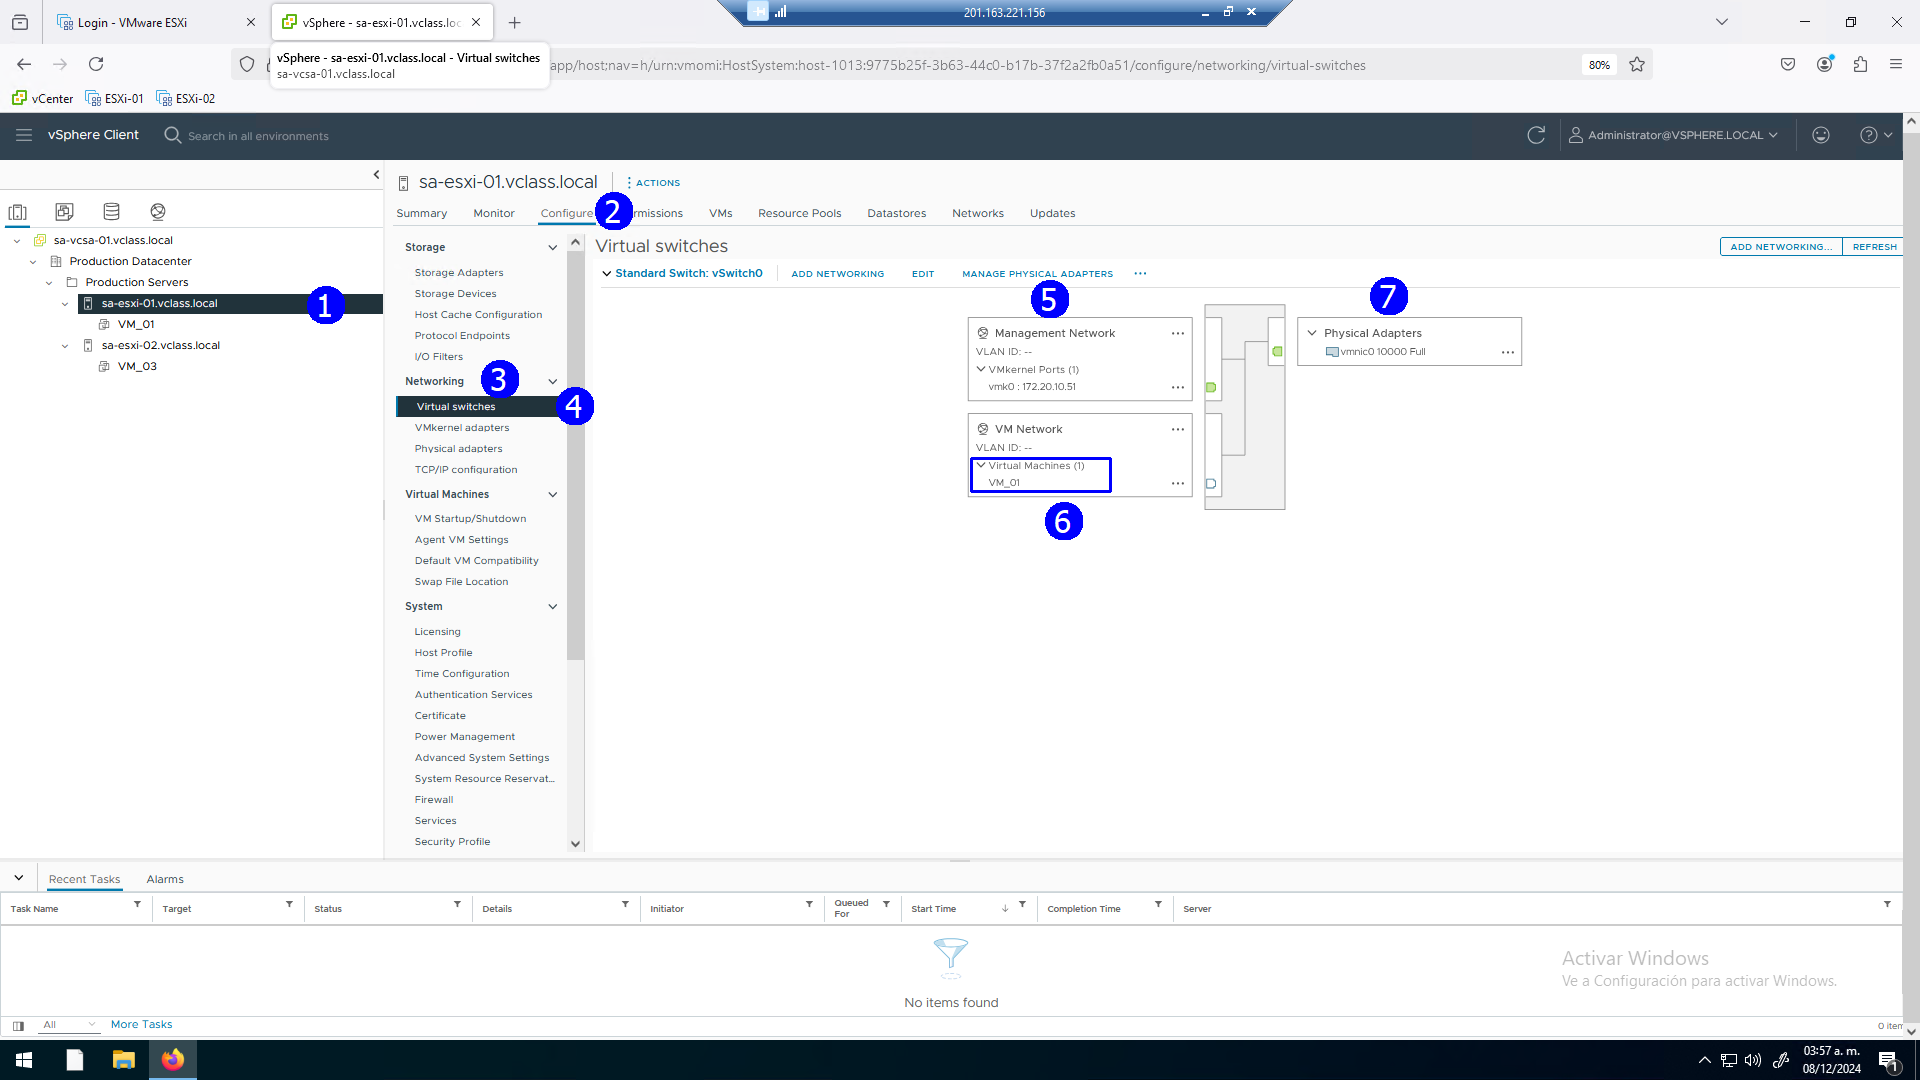 Login - VMware ESXi
vSphere - sa-esxi-01.vclass.loc
201.163.221.156
vSphere - sa-esxi-01.vclass.local - Virtual switches
sa-vcsa-01.vclass.local
app/host;nav=h/urn:vmomi:HostSystem:host-1013:9775b25f-3b63-44c0-b17b-37f2a2fb0a51/configure/networking/virtual-switches
80%
vCenter
ESXi-01
ESXi-02
vSphere Client
Search in all environments
Administrator@VSPHERE.LOCAL
sa-vcsa-01.vclass.local
Production Datacenter
Production Servers
sa-esxi-01.vclass.local
1
VM_01
sa-esxi-02.vclass.local
VM_03
sa-esxi-01.vclass.local
ACTIONS
Summary
Monitor
Configure
2
rmissions
VMs
Resource Pools
Datastores
Networks
Updates
Storage
Storage Adapters
Storage Devices
Host Cache Configuration
Protocol Endpoints
I/O Filters
Networking
3
Virtual switches
4
VMkernel adapters
Physical adapters
TCP/IP configuration
Virtual Machines
VM Startup/Shutdown
Agent VM Settings
Default VM Compatibility
Swap File Location
System
Licensing
Host Profile
Time Configuration
Authentication Services
Certificate
Power Management
Advanced System Settings
System Resource Reservat...
Firewall
Services
Security Profile
Virtual switches
ADD NETWORKING...
REFRESH
Standard Switch: vSwitch0
ADD NETWORKING
EDIT
MANAGE PHYSICAL ADAPTERS
...
5
7
Management Network
...
VLAN ID: --
VMkernel Ports (1)
vmk0 : 172.20.10.51
...
Physical Adapters
vmnic0 10000 Full
...
VM Network
...
VLAN ID: --
Virtual Machines (1)
VM_01
...
6
Recent Tasks
Alarms
Task Name
Target
Status
Details
Initiator
Queued
For
Start Time
Completion Time
Server
No items found
Activar Windows
Ve a Configuración para activar Windows.
All
More Tasks
0 item
03:57 a. m.
08/12/2024
1